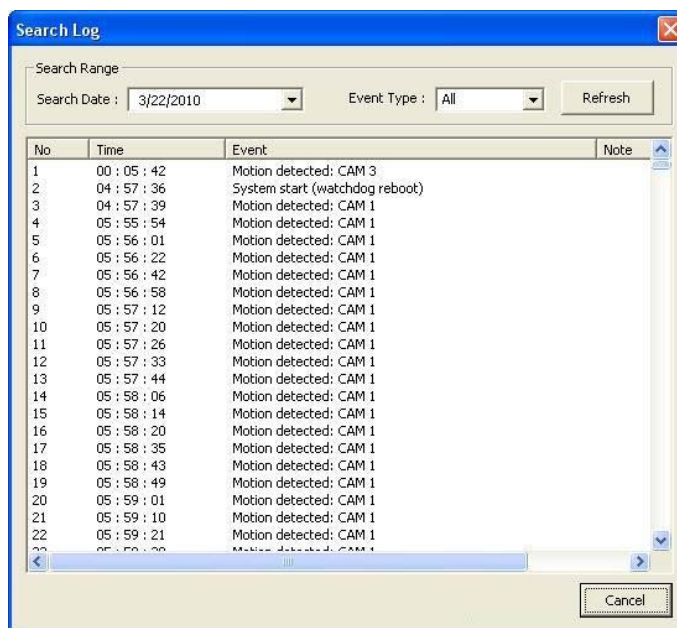 Search Log
Search Range
Search Date : 3/22/2010 Event Type : All Refresh
No Time Event Note
1 00 : 05 : 42 Motion detected: CAM 3
2 04 : 57 : 36 System start (watchdog reboot)
3 04 : 57 : 39 Motion detected: CAM 1
4 05 : 55 : 54 Motion detected: CAM 1
5 05 : 56 : 01 Motion detected: CAM 1
6 05 : 56 : 22 Motion detected: CAM 1
7 05 : 56 : 42 Motion detected: CAM 1
8 05 : 56 : 58 Motion detected: CAM 1
9 05 : 57 : 12 Motion detected: CAM 1
10 05 : 57 : 20 Motion detected: CAM 1
11 05 : 57 : 26 Motion detected: CAM 1
12 05 : 57 : 33 Motion detected: CAM 1
13 05 : 57 : 44 Motion detected: CAM 1
14 05 : 58 : 06 Motion detected: CAM 1
15 05 : 58 : 14 Motion detected: CAM 1
16 05 : 58 : 20 Motion detected: CAM 1
17 05 : 58 : 35 Motion detected: CAM 1
18 05 : 58 : 43 Motion detected: CAM 1
19 05 : 58 : 49 Motion detected: CAM 1
20 05 : 59 : 01 Motion detected: CAM 1
21 05 : 59 : 10 Motion detected: CAM 1
22 05 : 59 : 21 Motion detected: CAM 1
Cancel